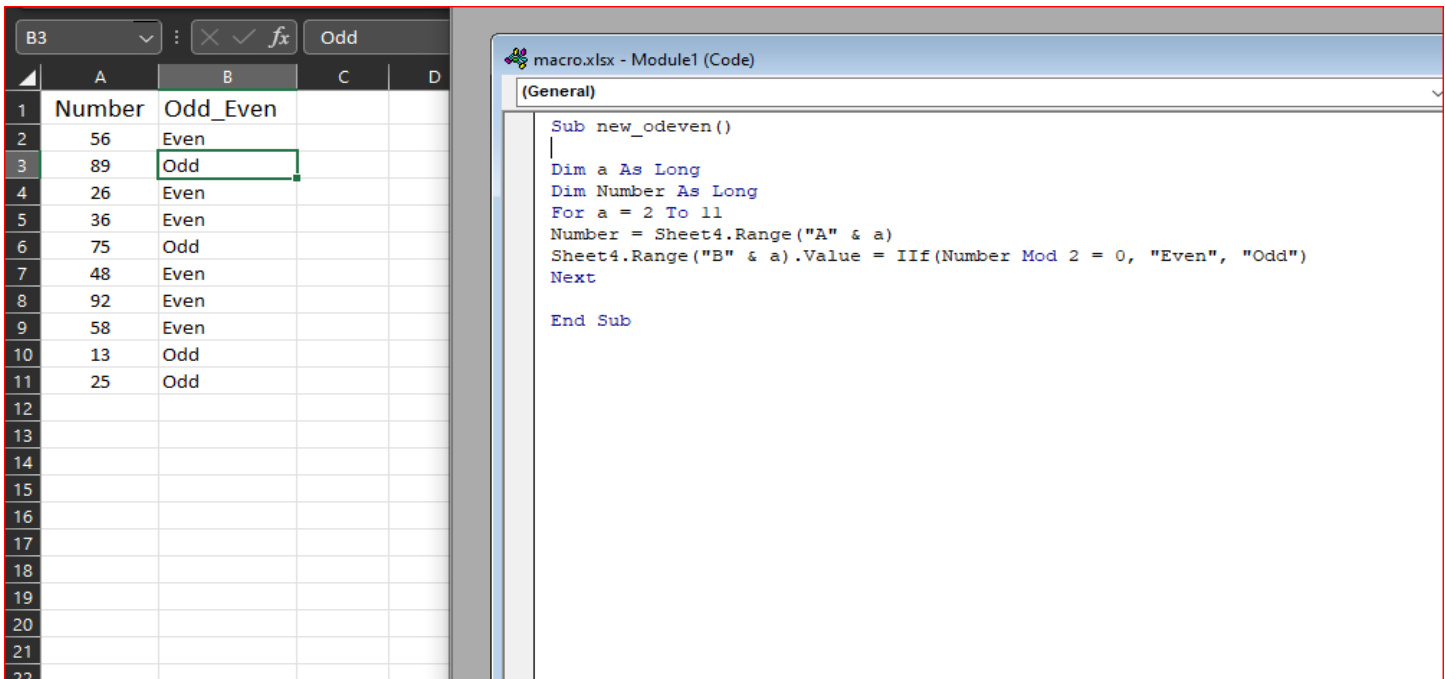 B3 fx Odd
A B C D
1 Number Odd_Even
2 56 Even
3 89 Odd
4 26 Even
5 36 Even
6 75 Odd
7 48 Even
8 92 Even
9 58 Even
10 13 Odd
11 25 Odd
12
13
14
15
16
17
18
19
20
21
22
macro.xlsx - Module1 (Code)
(General)
Sub new_odeven()
Dim a As Long
Dim Number As Long
For a = 2 To 11
Number = Sheet4.Range("A" & a)
Sheet4.Range("B" & a).Value = IIf(Number Mod 2 = 0, "Even", "Odd")
Next
End Sub